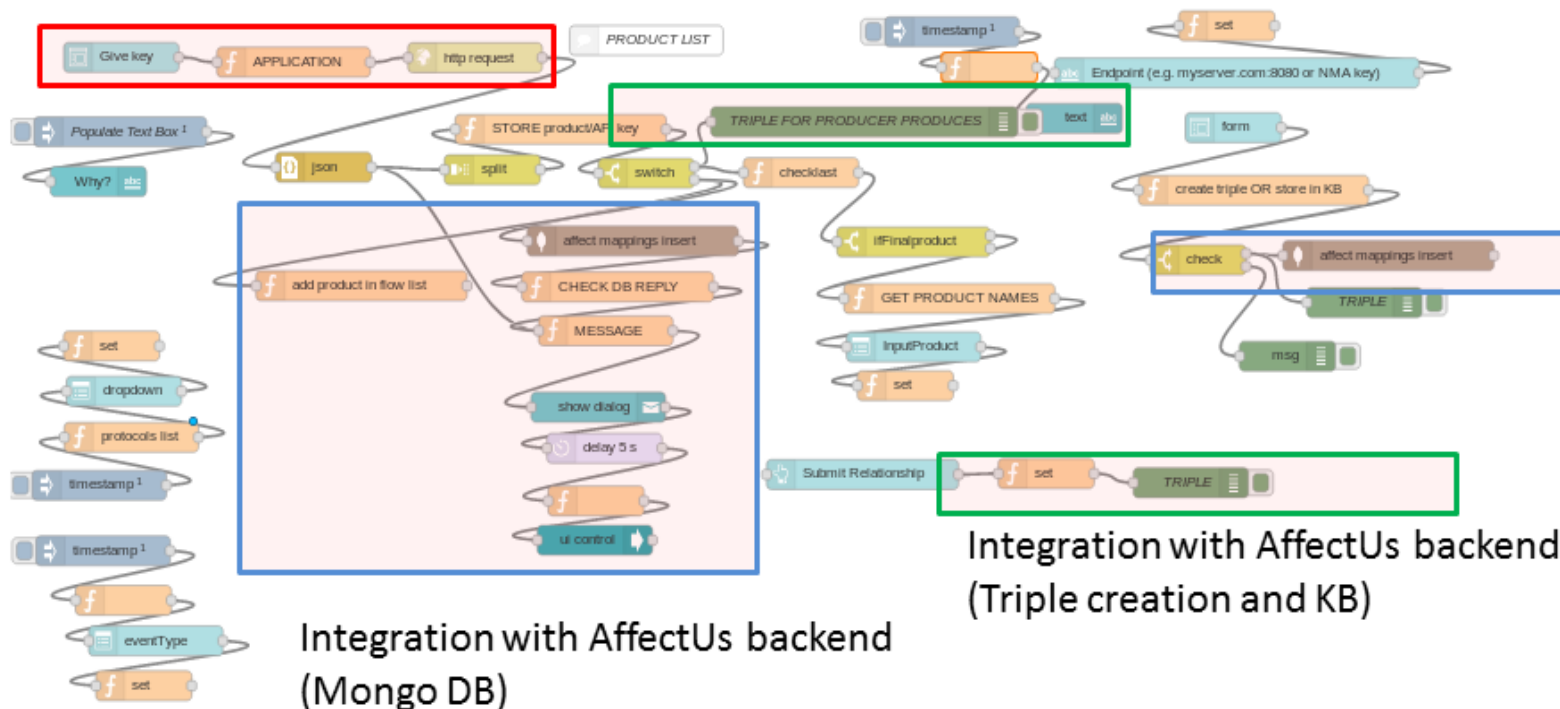 Give key
APPLICATION
http request
PRODUCT LIST
timestamp ¹
set
Endpoint (e.g. myserver.com:8080 or NMA key)
Populate Text Box ¹
Why? abc
json
STORE product/AP key
split
TRIPLE FOR PRODUCER PRODUCES
text abc
switch
checklast
form
create triple OR store in KB
affect mappings insert
ifFinalproduct
check
affect mappings insert
add product in flow list
CHECK DB REPLY
GET PRODUCT NAMES
TRIPLE
MESSAGE
set
InputProduct
msg
dropdown
set
show dialog
protocols list
delay 5 s
timestamp ¹
Submit Relationship
set
TRIPLE
ui control
timestamp ¹
eventType
set
Integration with AffectUs backend
(Triple creation and KB)
Integration with AffectUs backend
(Mongo DB)